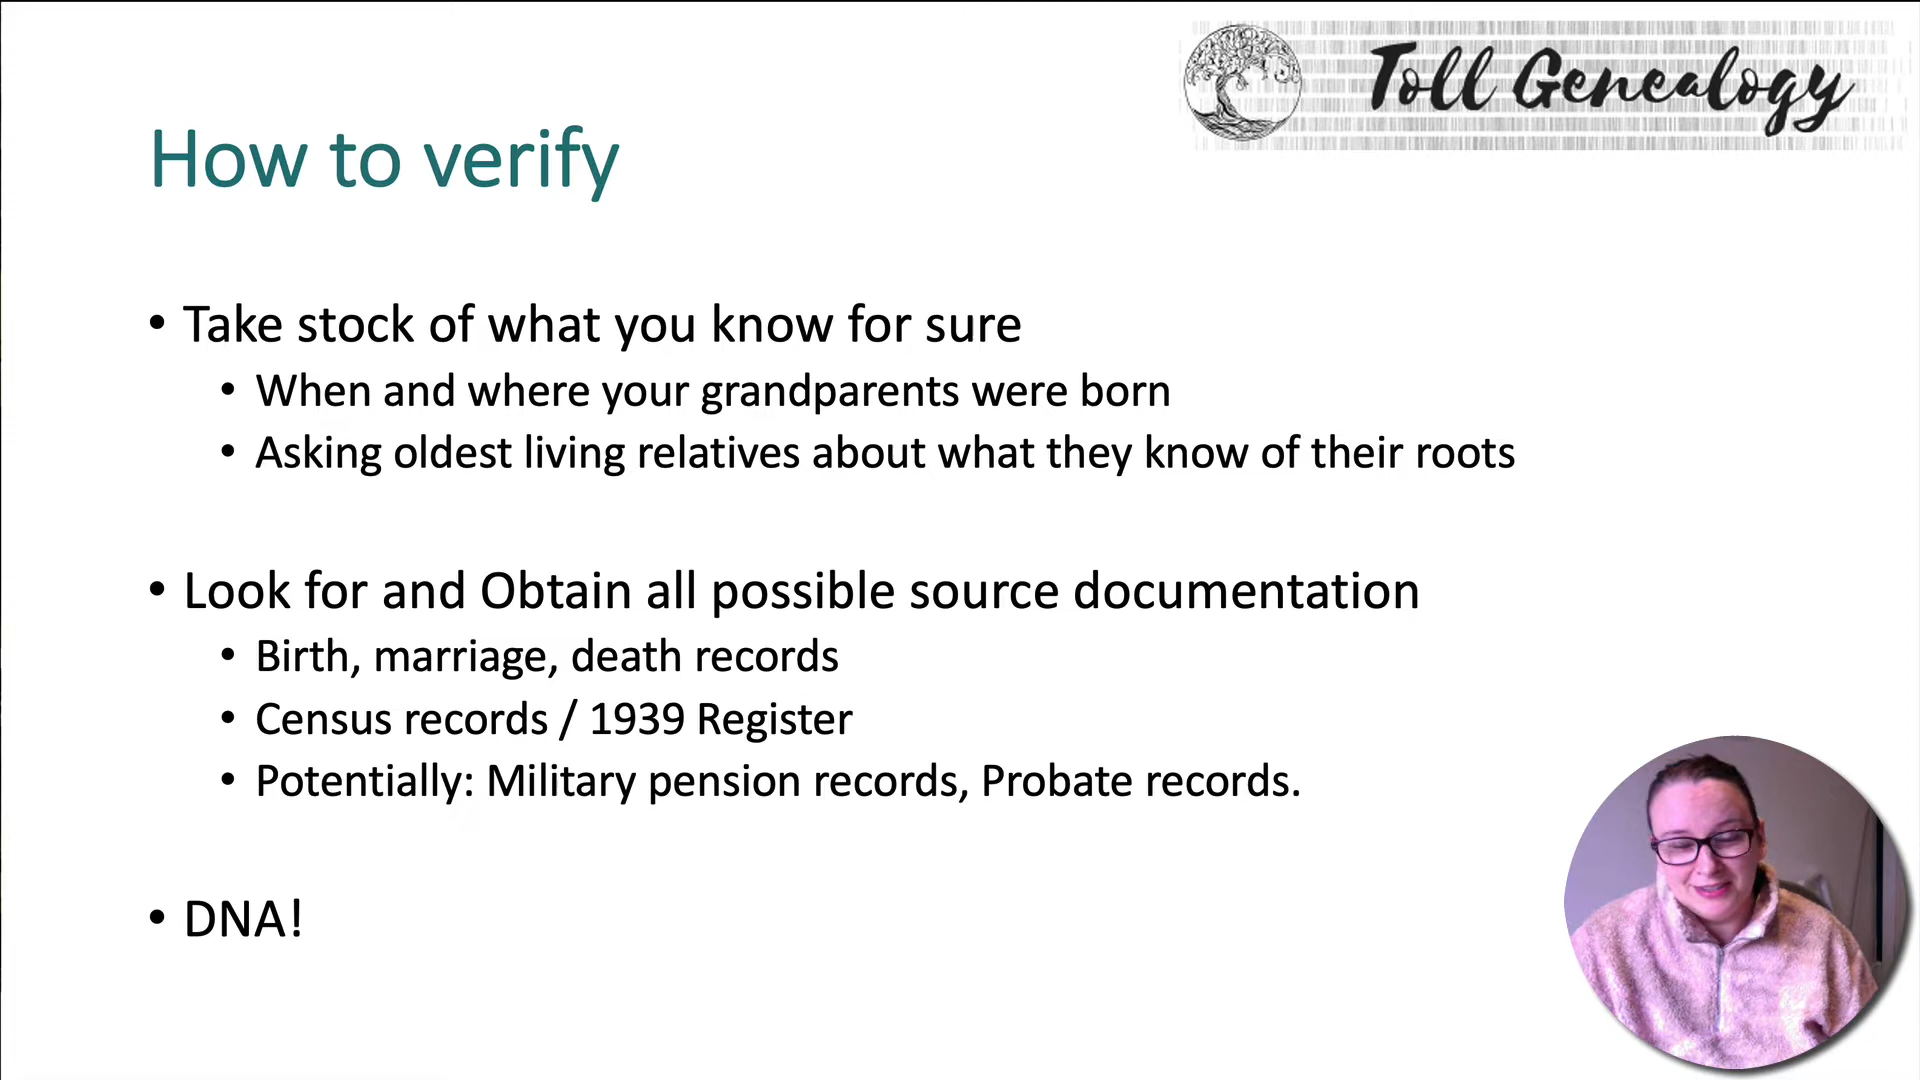 Toll Genealogy
How to verify
• Take stock of what you know for sure
• When and where your grandparents were born
• Asking oldest living relatives about what they know of their roots
• Look for and Obtain all possible source documentation
• Birth, marriage, death records
• Census records / 1939 Register
• Potentially: Military pension records, Probate records.
• DNA!